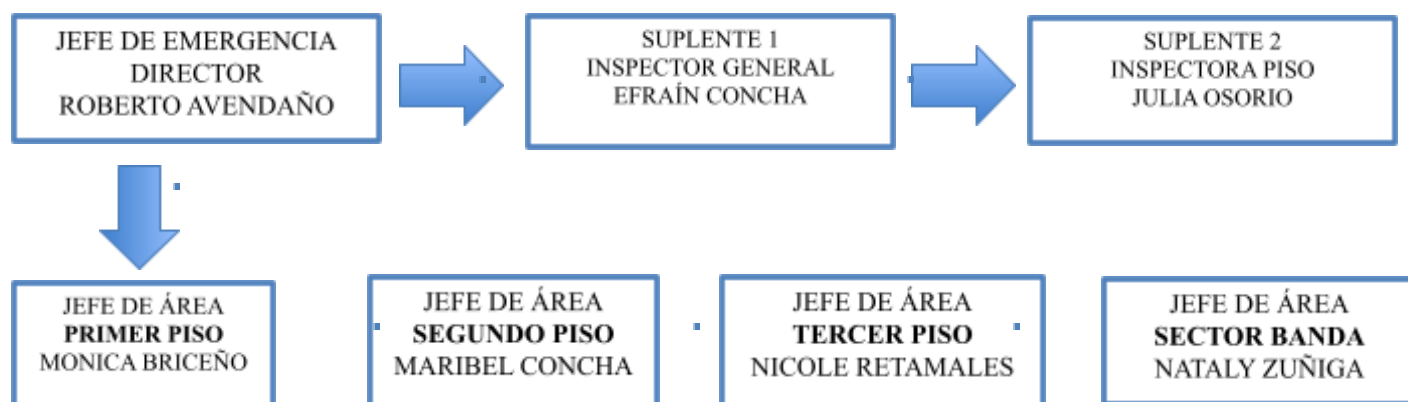 JEFE DE EMERGENCIA
DIRECTOR
ROBERTO AVENDAÑO
SUPLENTE 1
INSPECTOR GENERAL
EFRAÍN CONCHA
SUPLENTE 2
INSPECTORA PISO
JULIA OSORIO
JEFE DE ÁREA
PRIMER PISO
MONICA BRICEÑO
JEFE DE ÁREA
SEGUNDO PISO
MARIBEL CONCHA
JEFE DE ÁREA
TERCER PISO
NICOLE RETAMALES
JEFE DE ÁREA
SECTOR BANDA
NATALY ZUÑIGA